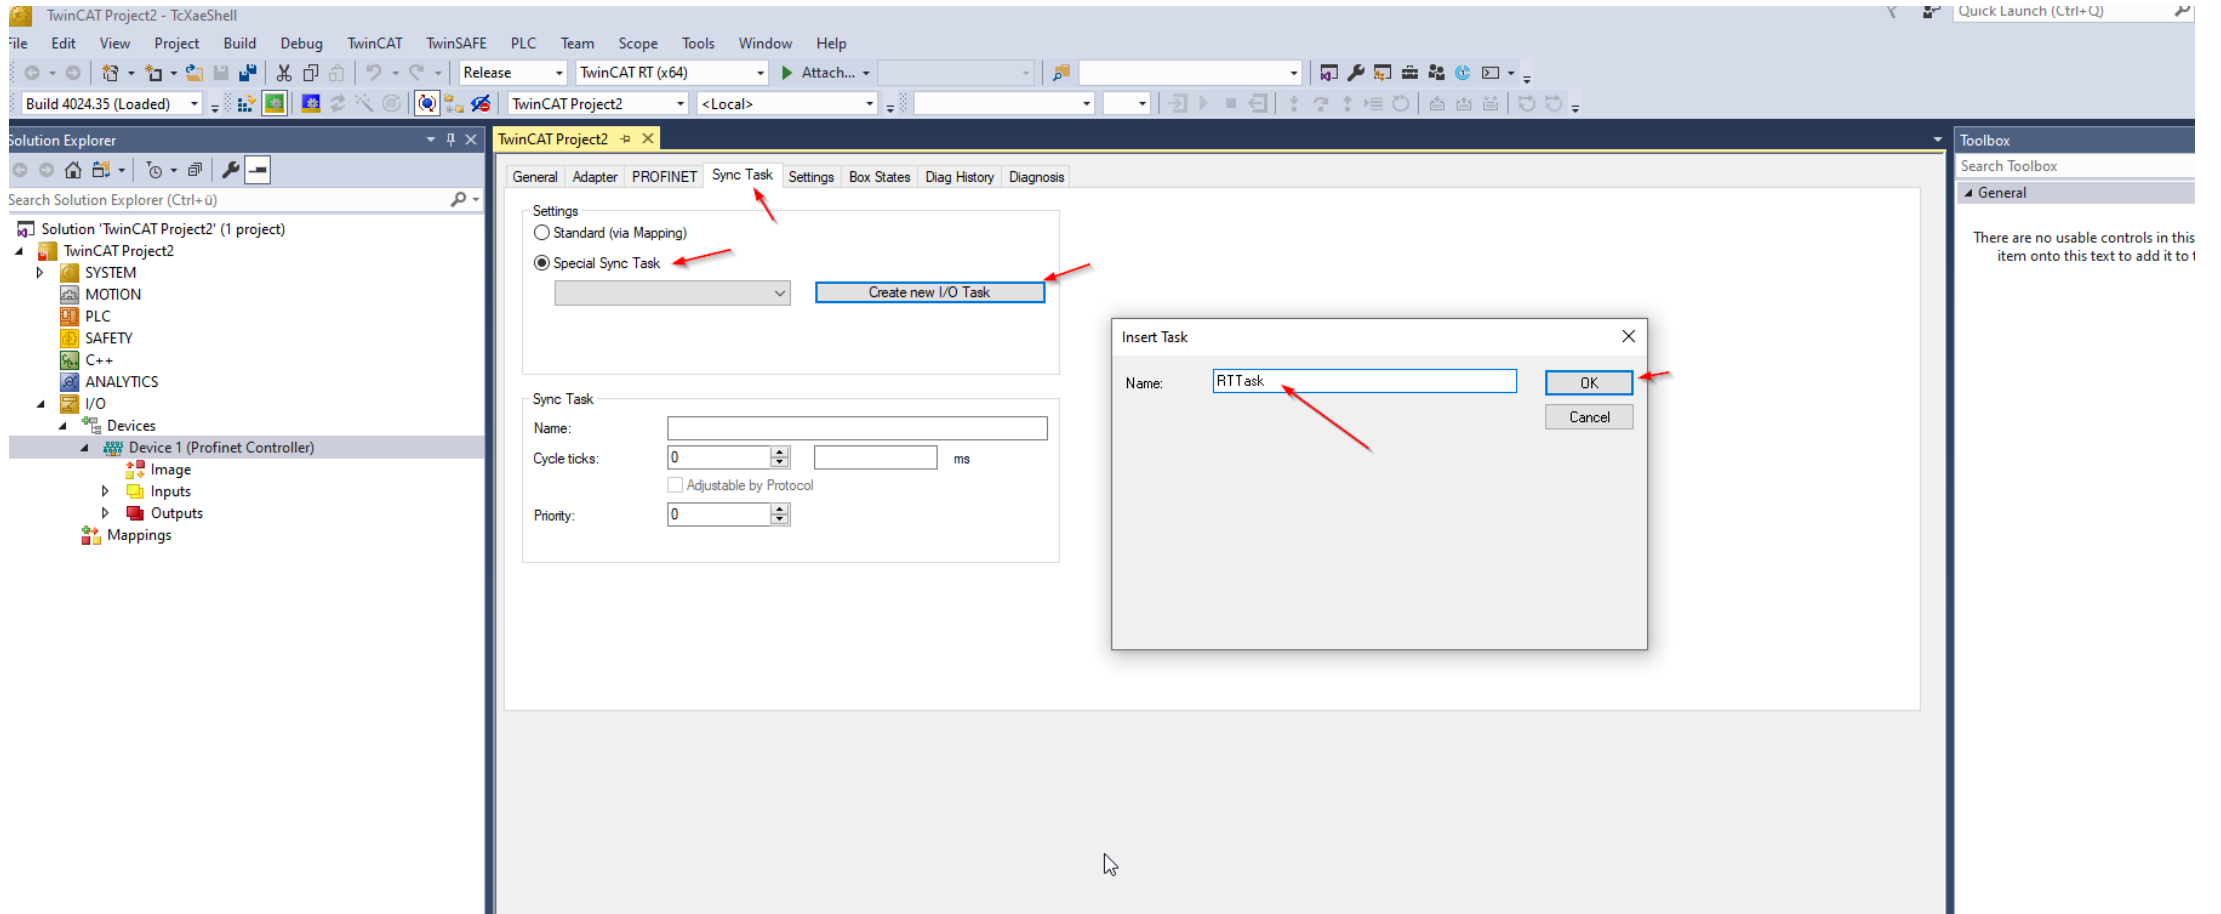 TwinCAT Project2 - TcXaeShell
Quick Launch (Ctrl+Q)
File Edit View Project Build Debug TwinCAT TwinSAFE PLC Team Scope Tools Window Help
Release TwinCAT RT (x64) Attach...
Build 4024.35 (Loaded) TwinCAT Project2 <Local>
Solution Explorer
Search Solution Explorer (Ctrl+ü)
Solution 'TwinCAT Project2' (1 project)
TwinCAT Project2
SYSTEM
MOTION
PLC
SAFETY
C++
ANALYTICS
I/O
Devices
Device 1 (Profinet Controller)
Image
Inputs
Outputs
Mappings
TwinCAT Project2
General Adapter PROFINET Sync Task Settings Box States Diag History Diagnosis
Settings
Standard (via Mapping)
Special Sync Task
Create new I/O Task
Sync Task
Name:
Cycle ticks: 0 ms
Adjustable by Protocol
Priority: 0
Insert Task
Name: RTTask OK
Cancel
Toolbox
Search Toolbox
General
There are no usable controls in this
item onto this text to add it to